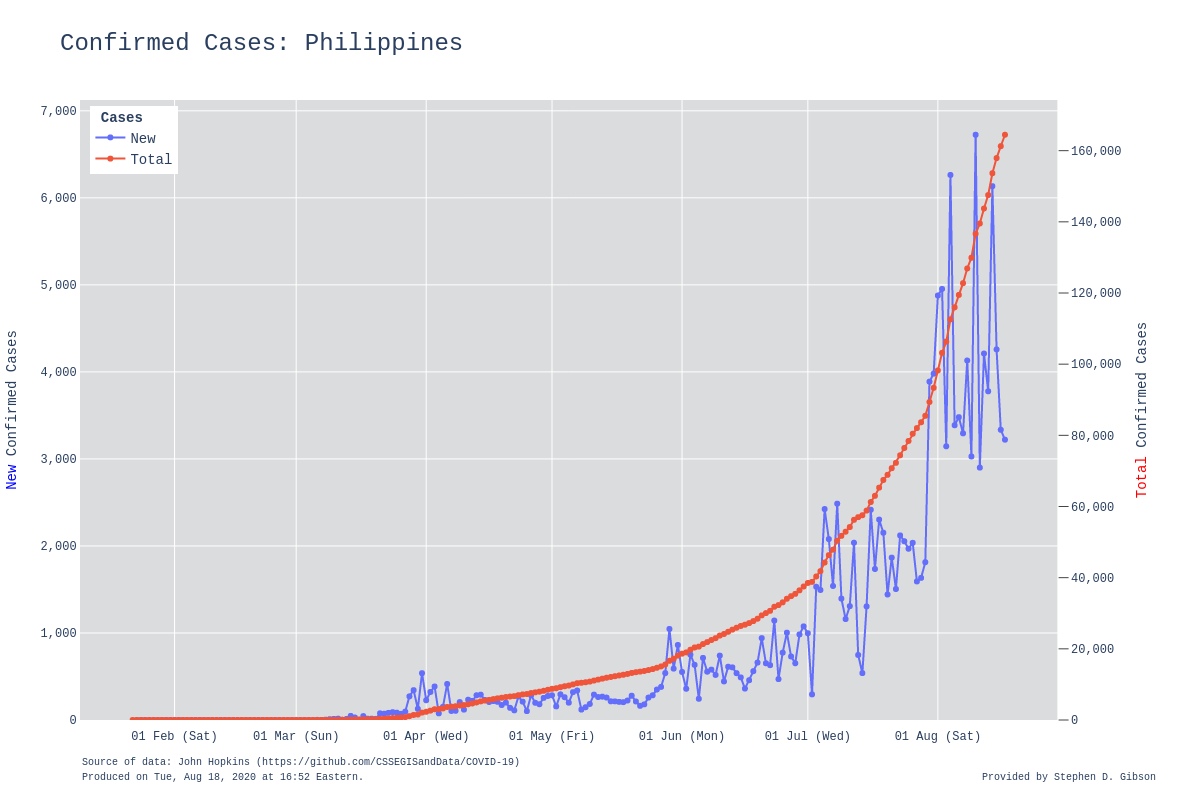 Confirmed Cases: Philippines
Cases
New
Total
7,000
6,000
5,000
4,000
3,000
2,000
1,000
0
New Confirmed Cases
160,000
140,000
120,000
100,000
80,000
60,000
40,000
20,000
0
Total Confirmed Cases
01 Feb (Sat) 01 Mar (Sun) 01 Apr (Wed) 01 May (Fri) 01 Jun (Mon) 01 Jul (Wed) 01 Aug (Sat)
Source of data: John Hopkins (https://github.com/CSSEGISandData/COVID-19)
Produced on Tue, Aug 18, 2020 at 16:52 Eastern.
Provided by Stephen D. Gibson